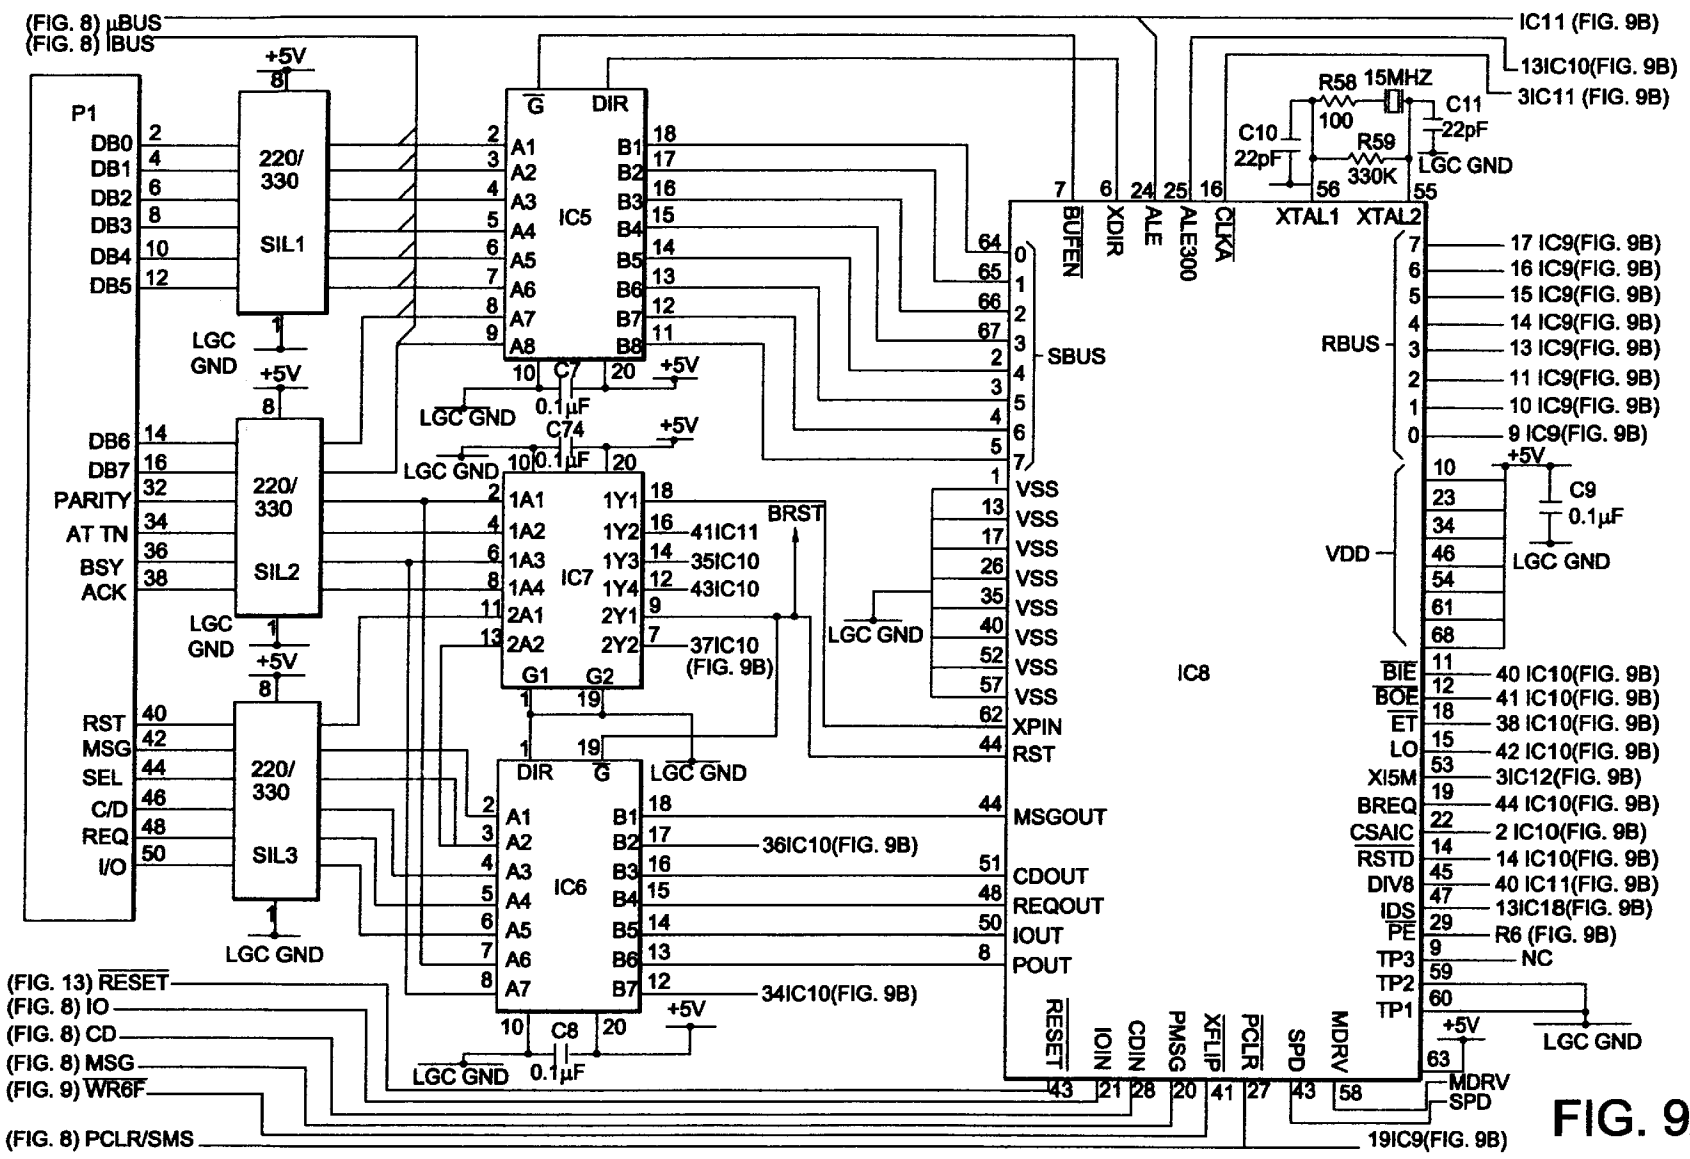 (FIG. 8) μBUS
(FIG. 8) IBUS
IC11 (FIG. 9B)
13IC10(FIG. 9B)
3IC11 (FIG. 9B)
P1
DB0 2
DB1 4
DB2 6
DB3 8
DB4 10
DB5 12
DB6 14
DB7 16
PARITY 32
AT TN 34
BSY 36
ACK 38
RST 40
MSG 42
SEL 44
C/D 46
REQ 48
I/O 50
+5V
8
220/
330
SIL1
1
LGC
GND
+5V
8
220/
330
SIL2
1
LGC
GND
+5V
8
220/
330
SIL3
1
LGC GND
G DIR
2 A1 B1 18
3 A2 B2 17
4 A3 B3 16
5 A4 B4 15
6 A5 B5 14
7 A6 B6 13
8 A7 B7 12
9 A8 B8 11
IC5
10 C7 20 +5V
LGC GND 0.1μF
C74 +5V
LGC GND 10 0.1μF 20
2 1A1 1Y1 18
4 1A2 1Y2 16 41IC11
6 1A3 1Y3 14 35IC10
8 1A4 1Y4 12 43IC10
11 2A1 2Y1 9
13 2A2 2Y2 7 37IC10
(FIG. 9B)
IC7
G1 G2
1 19
BRST
1 19
DIR G LGC GND
2 A1 B1 18
3 A2 B2 17 36IC10(FIG. 9B)
4 A3 B3 16
5 A4 B4 15
6 A5 B5 14
7 A6 B6 13
8 A7 B7 12 34IC10(FIG. 9B)
IC6
10 C8 20 +5V
LGC GND 0.1μF
7 BUFEN
6 XDIR
24 ALE
25 ALE300
16 CLKA
56 XTAL1
55 XTAL2
R58
100
15MHZ
C11
22pF
C10
22pF
R59
330K
LGC GND
64 0
65 1
66 2
67 3
2 4
3 5
4 6
5 7
SBUS
1 VSS
13 VSS
17 VSS
26 VSS
35 VSS
40 VSS
52 VSS
57 VSS
LGC GND
62 XPIN
44 RST
44 MSGOUT
51 CDOUT
48 REQOUT
50 IOUT
8 POUT
IC8
RBUS
7 17 IC9(FIG. 9B)
6 16 IC9(FIG. 9B)
5 15 IC9(FIG. 9B)
4 14 IC9(FIG. 9B)
3 13 IC9(FIG. 9B)
2 11 IC9(FIG. 9B)
1 10 IC9(FIG. 9B)
0 9 IC9(FIG. 9B)
VDD
10
23
34
46
54
61
68
+5V
C9
0.1μF
LGC GND
BIE 11 40 IC10(FIG. 9B)
BOE 12 41 IC10(FIG. 9B)
ET 18 38 IC10(FIG. 9B)
LO 15 42 IC10(FIG. 9B)
XI5M 53 3IC12(FIG. 9B)
BREQ 19 44 IC10(FIG. 9B)
CSAIC 22 2 IC10(FIG. 9B)
RSTD 14 14 IC10(FIG. 9B)
DIV8 45 40 IC11(FIG. 9B)
IDS 47 13IC18(FIG. 9B)
PE 29 R6 (FIG. 9B)
TP3 9 NC
TP2 59
TP1 60
LGC GND
+5V
63
RESET 43
IOIN 21
CDIN 28
PMSG 20
XFLIP 41
PCLR 27
SPD 43
MDRV 58
MDRV
SPD
19IC9(FIG. 9B)
(FIG. 13) RESET
(FIG. 8) IO
(FIG. 8) CD
(FIG. 8) MSG
(FIG. 9) WR6F
(FIG. 8) PCLR/SMS
FIG. 9